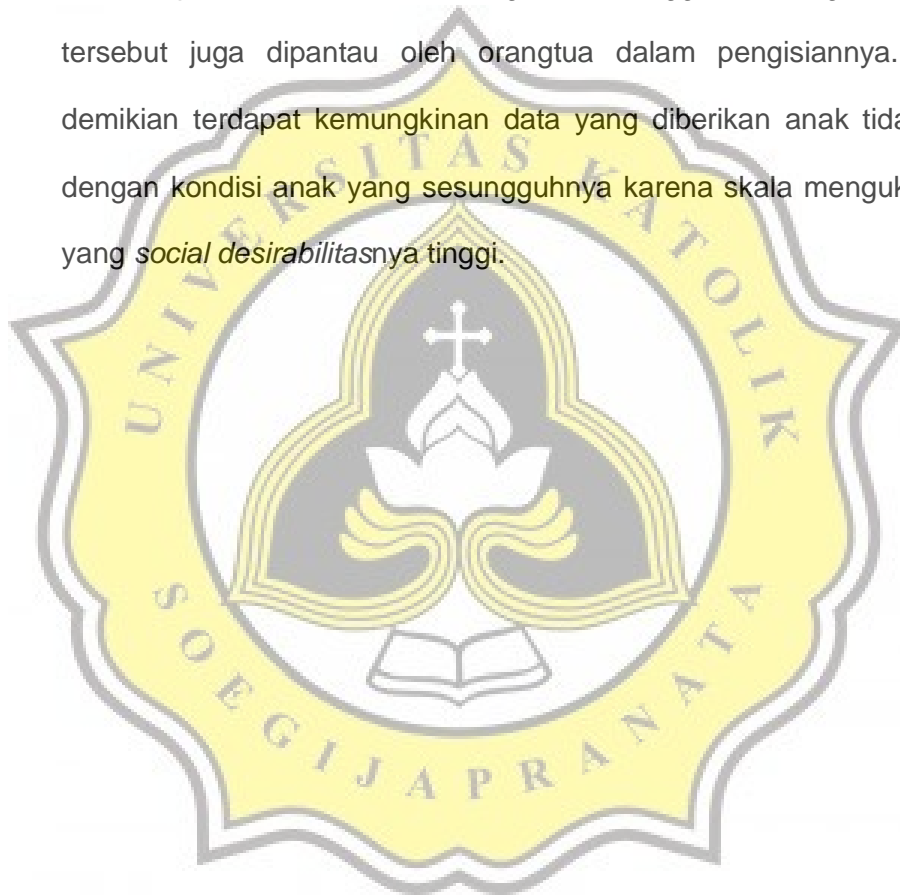 tersebut juga dipantau oleh orangtua dalam pengisiannya.
demikian terdapat kemungkinan data yang diberikan anak
dengan kondisi anak yang sesungguhnya karena skala
yang social desirabilitasnya tinggi.
UNIVERSITAS KATOLIK
SOEGIJAPRANATA